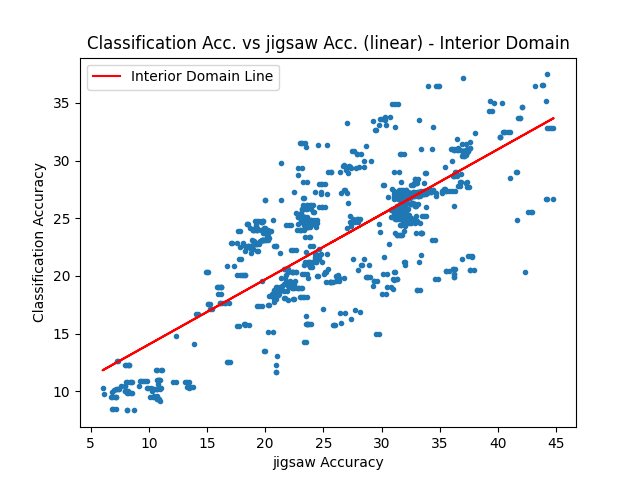 Classification Acc. vs jigsaw Acc. (linear) - Interior Domain
Interior Domain Line
Classification Accuracy
35
30
25
20
15
10
5 10 15 20 25 30 35 40 45
jigsaw Accuracy